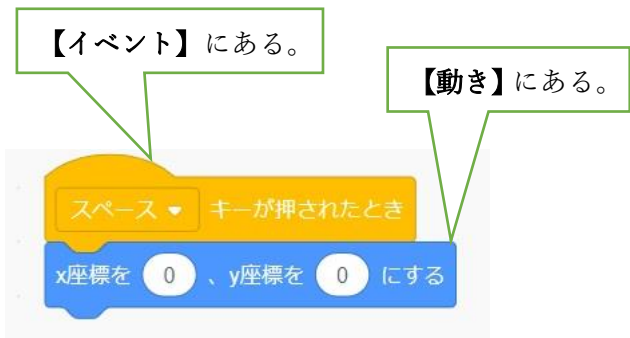 【イベント】にある。
【動き】にある。
スペース キーが押されたとき
x座標を 0 、y座標を 0 にする